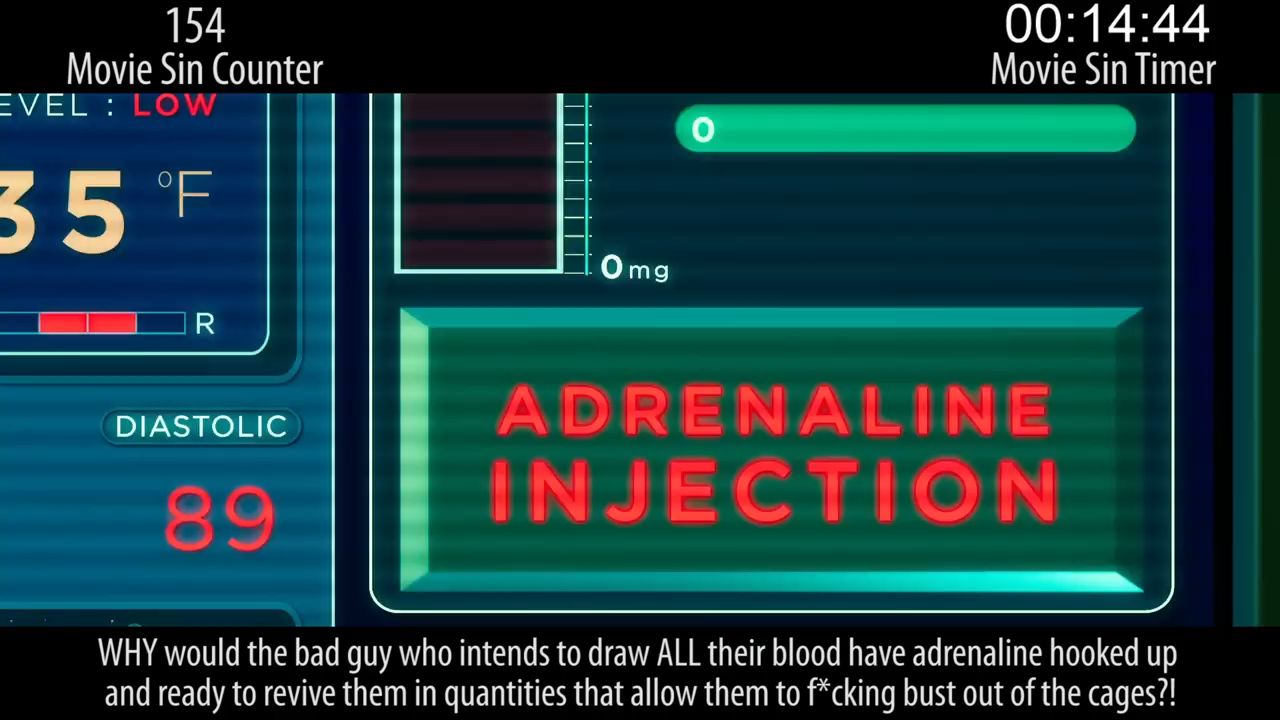 154
Movie Sin Counter
00:14:44
Movie Sin Timer
EVEL : LOW
35 °F
R
DIASTOLIC
89
0
0 mg
ADRENALINE
INJECTION
WHY would the bad guy who intends to draw ALL their blood have adrenaline hooked up
and ready to revive them in quantities that allow them to f*cking bust out of the cages?!